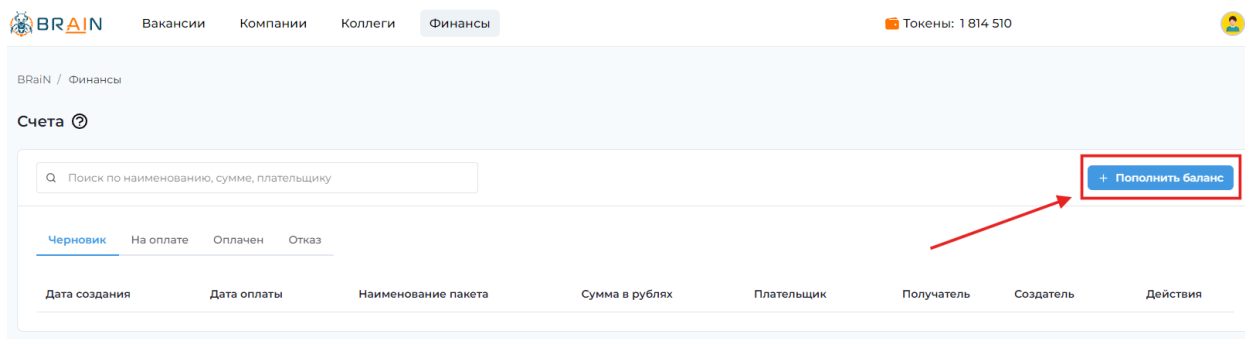 BRAIN Вакансии Компании Коллеги Финансы Токены: 1 814 510
BRaiN / Финансы
Счета ?
Поиск по наименованию, сумме, плательщику
+ Пополнить баланс
Черновик На оплате Оплачен Отказ
Дата создания Дата оплаты Наименование пакета Сумма в рублях Плательщик Получатель Создатель Действия